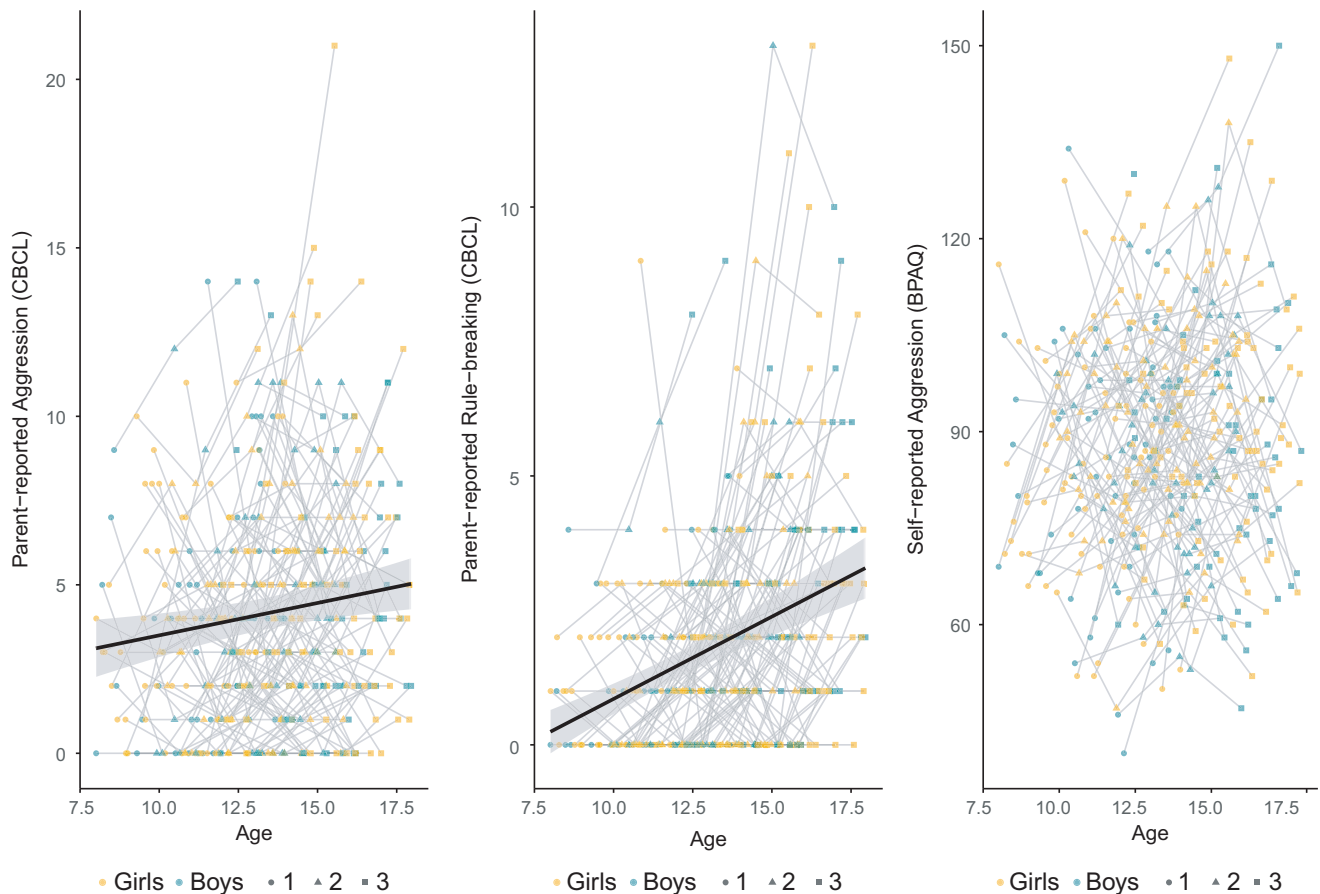 Parent-reported Aggression (CBCL)
20
15
10
5
0
7.5 10.0 12.5 15.0 17.5
Age
Girls Boys 1 2 3
Parent-reported Rule-breaking (CBCL)
10
5
0
7.5 10.0 12.5 15.0 17.5
Age
Girls Boys 1 2 3
Self-reported Aggression (BPAQ)
150
120
90
60
7.5 10.0 12.5 15.0 17.5
Age
Girls Boys 1 2 3